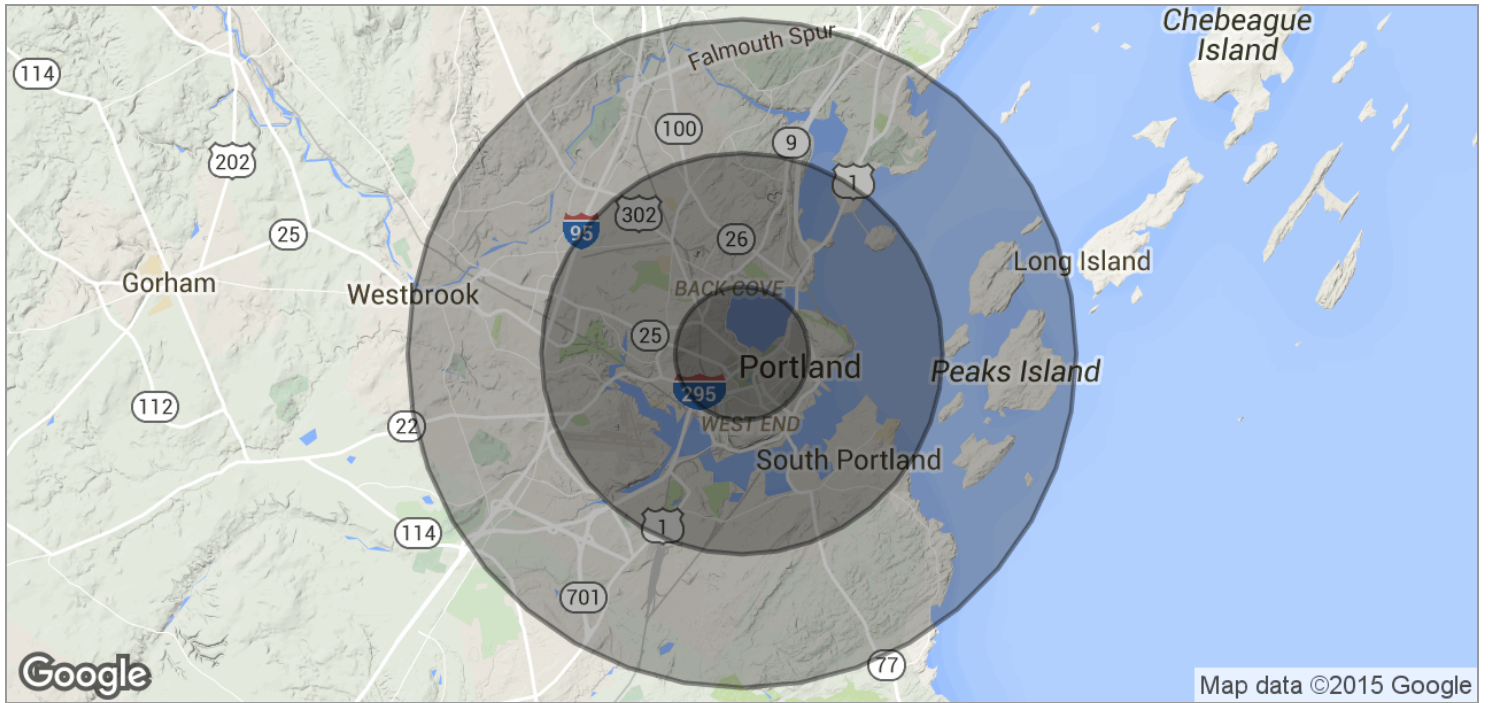 Chebeague
Island
Falmouth Spur
114
100
9
202
1
302
95
25
26
Long Island
Gorham
Westbrook
BACK COVE
25
Portland
Peaks Island
295
112
22
WEST END
South Portland
114
1
701
77
Google
Map data ©2015 Google